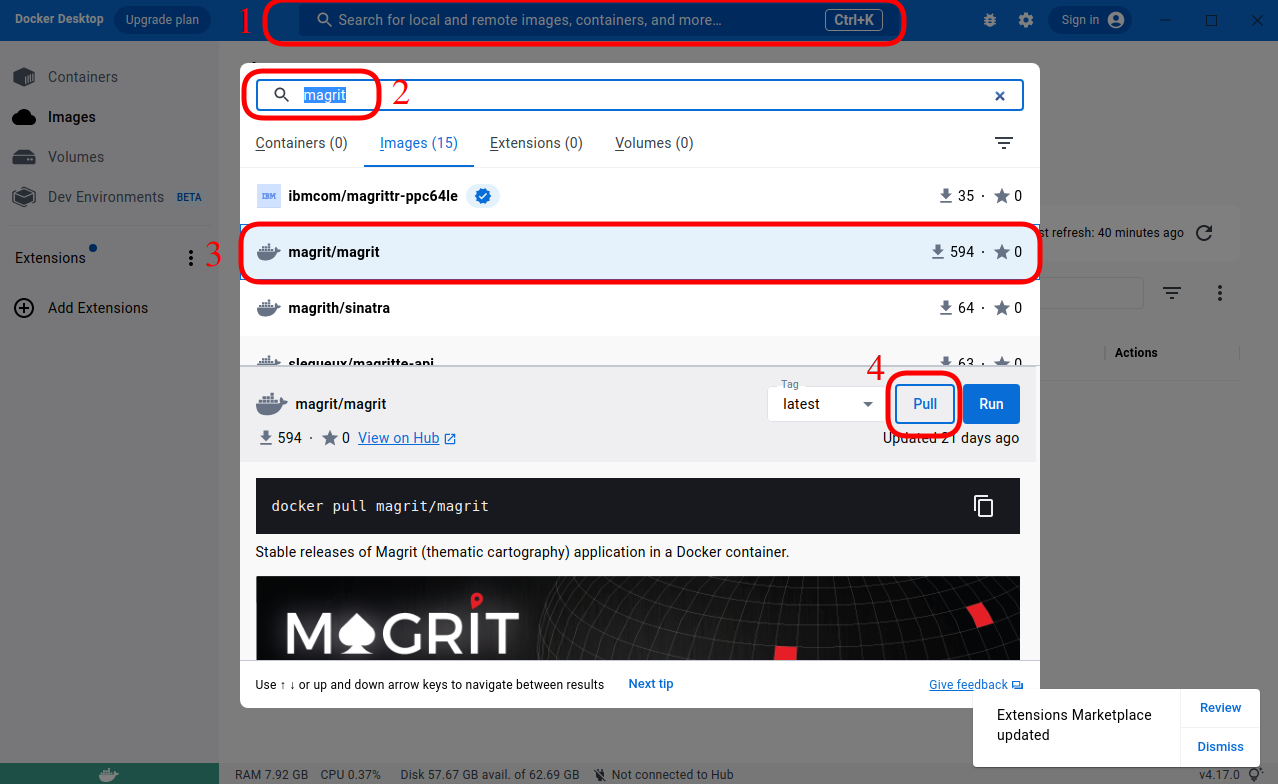 Docker Desktop Upgrade plan 1 Search for local and remote images, containers, and more... Ctrl+K Sign in
Containers
Images
Volumes
Dev Environments BETA
Extensions
Add Extensions
magrit 2
Containers (0) Images (15) Extensions (0) Volumes (0)
IBM ibmcom/magrittr-ppc64le 35 · 0
3 magrit/magrit 594 · 0
st refresh: 40 minutes ago
magrith/sinatra 64 · 0
slegueux/magritte-api 63 · 0
Actions
4
magrit/magrit Tag latest Pull Run
594 · 0 View on Hub Updated 21 days ago
docker pull magrit/magrit
Stable releases of Magrit (thematic cartography) application in a Docker container.
MAGRIT
Use ↑ ↓ or up and down arrow keys to navigate between results Next tip Give feedback
Extensions Marketplace updated
Review
Dismiss
RAM 7.92 GB CPU 0.37% Disk 57.67 GB avail. of 62.69 GB Not connected to Hub v4.17.0